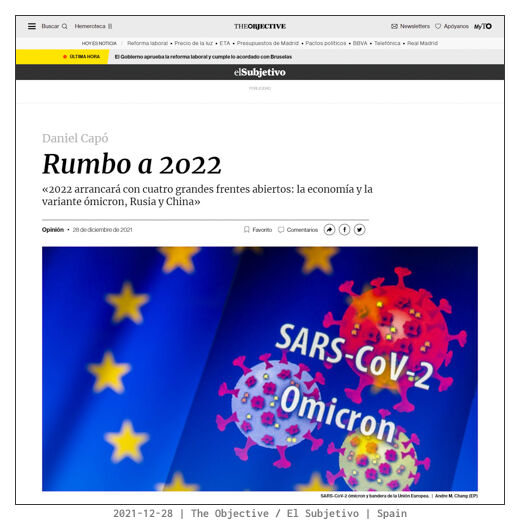 Buscar Hemeroteca THEOBJECTIVE Newsletters Apóyanos MyTO
HOY ES NOTICIA Reforma laboral • Precio de la luz • ETA • Presupuestos de Madrid • Pactos políticos • BBVA • Telefónica • Real Madrid
ÚLTIMA HORA El Gobierno aprueba la reforma laboral y cumple lo acordado con Bruselas
elSubjetivo
PUBLICIDAD
Daniel Capó
Rumbo a 2022
«2022 arrancará con cuatro grandes frentes abiertos: la economía y la
variante ómicron, Rusia y China»
Opinión • 28 de diciembre de 2021 Favorito Comentarios
SARS-CoV-2
Omicron
SARS-CoV-2 ómicron y bandera de la Unión Europea. | Andre M. Chang (EP)
2021-12-28 | The Objective / El Subjetivo | Spain